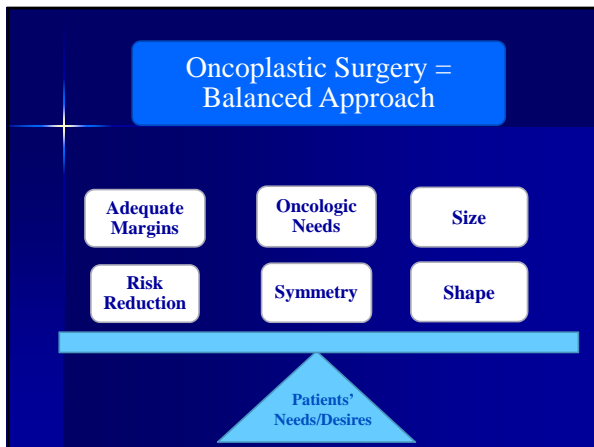 Oncoplastic Surgery =
Balanced Approach
Adequate
Margins
Oncologic
Needs
Size
Risk
Reduction
Symmetry
Shape
Patients'
Needs/Desires